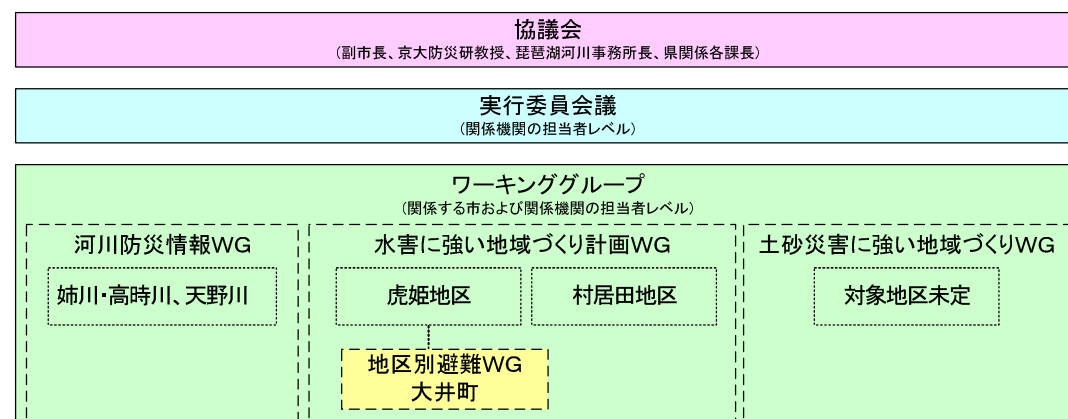 協議会
(副市長、京大防災研教授、琵琶湖河川事務所長、県関係各課長)
実行委員会議
(関係機関の担当者レベル)
ワーキンググループ
(関係する市および関係機関の担当者レベル)
河川防災情報WG
姉川・高時川、天野川
水害に強い地域づくり計画WG
虎姫地区
村居田地区
地区別避難WG
大井町
土砂災害に強い地域づくりWG
対象地区未定